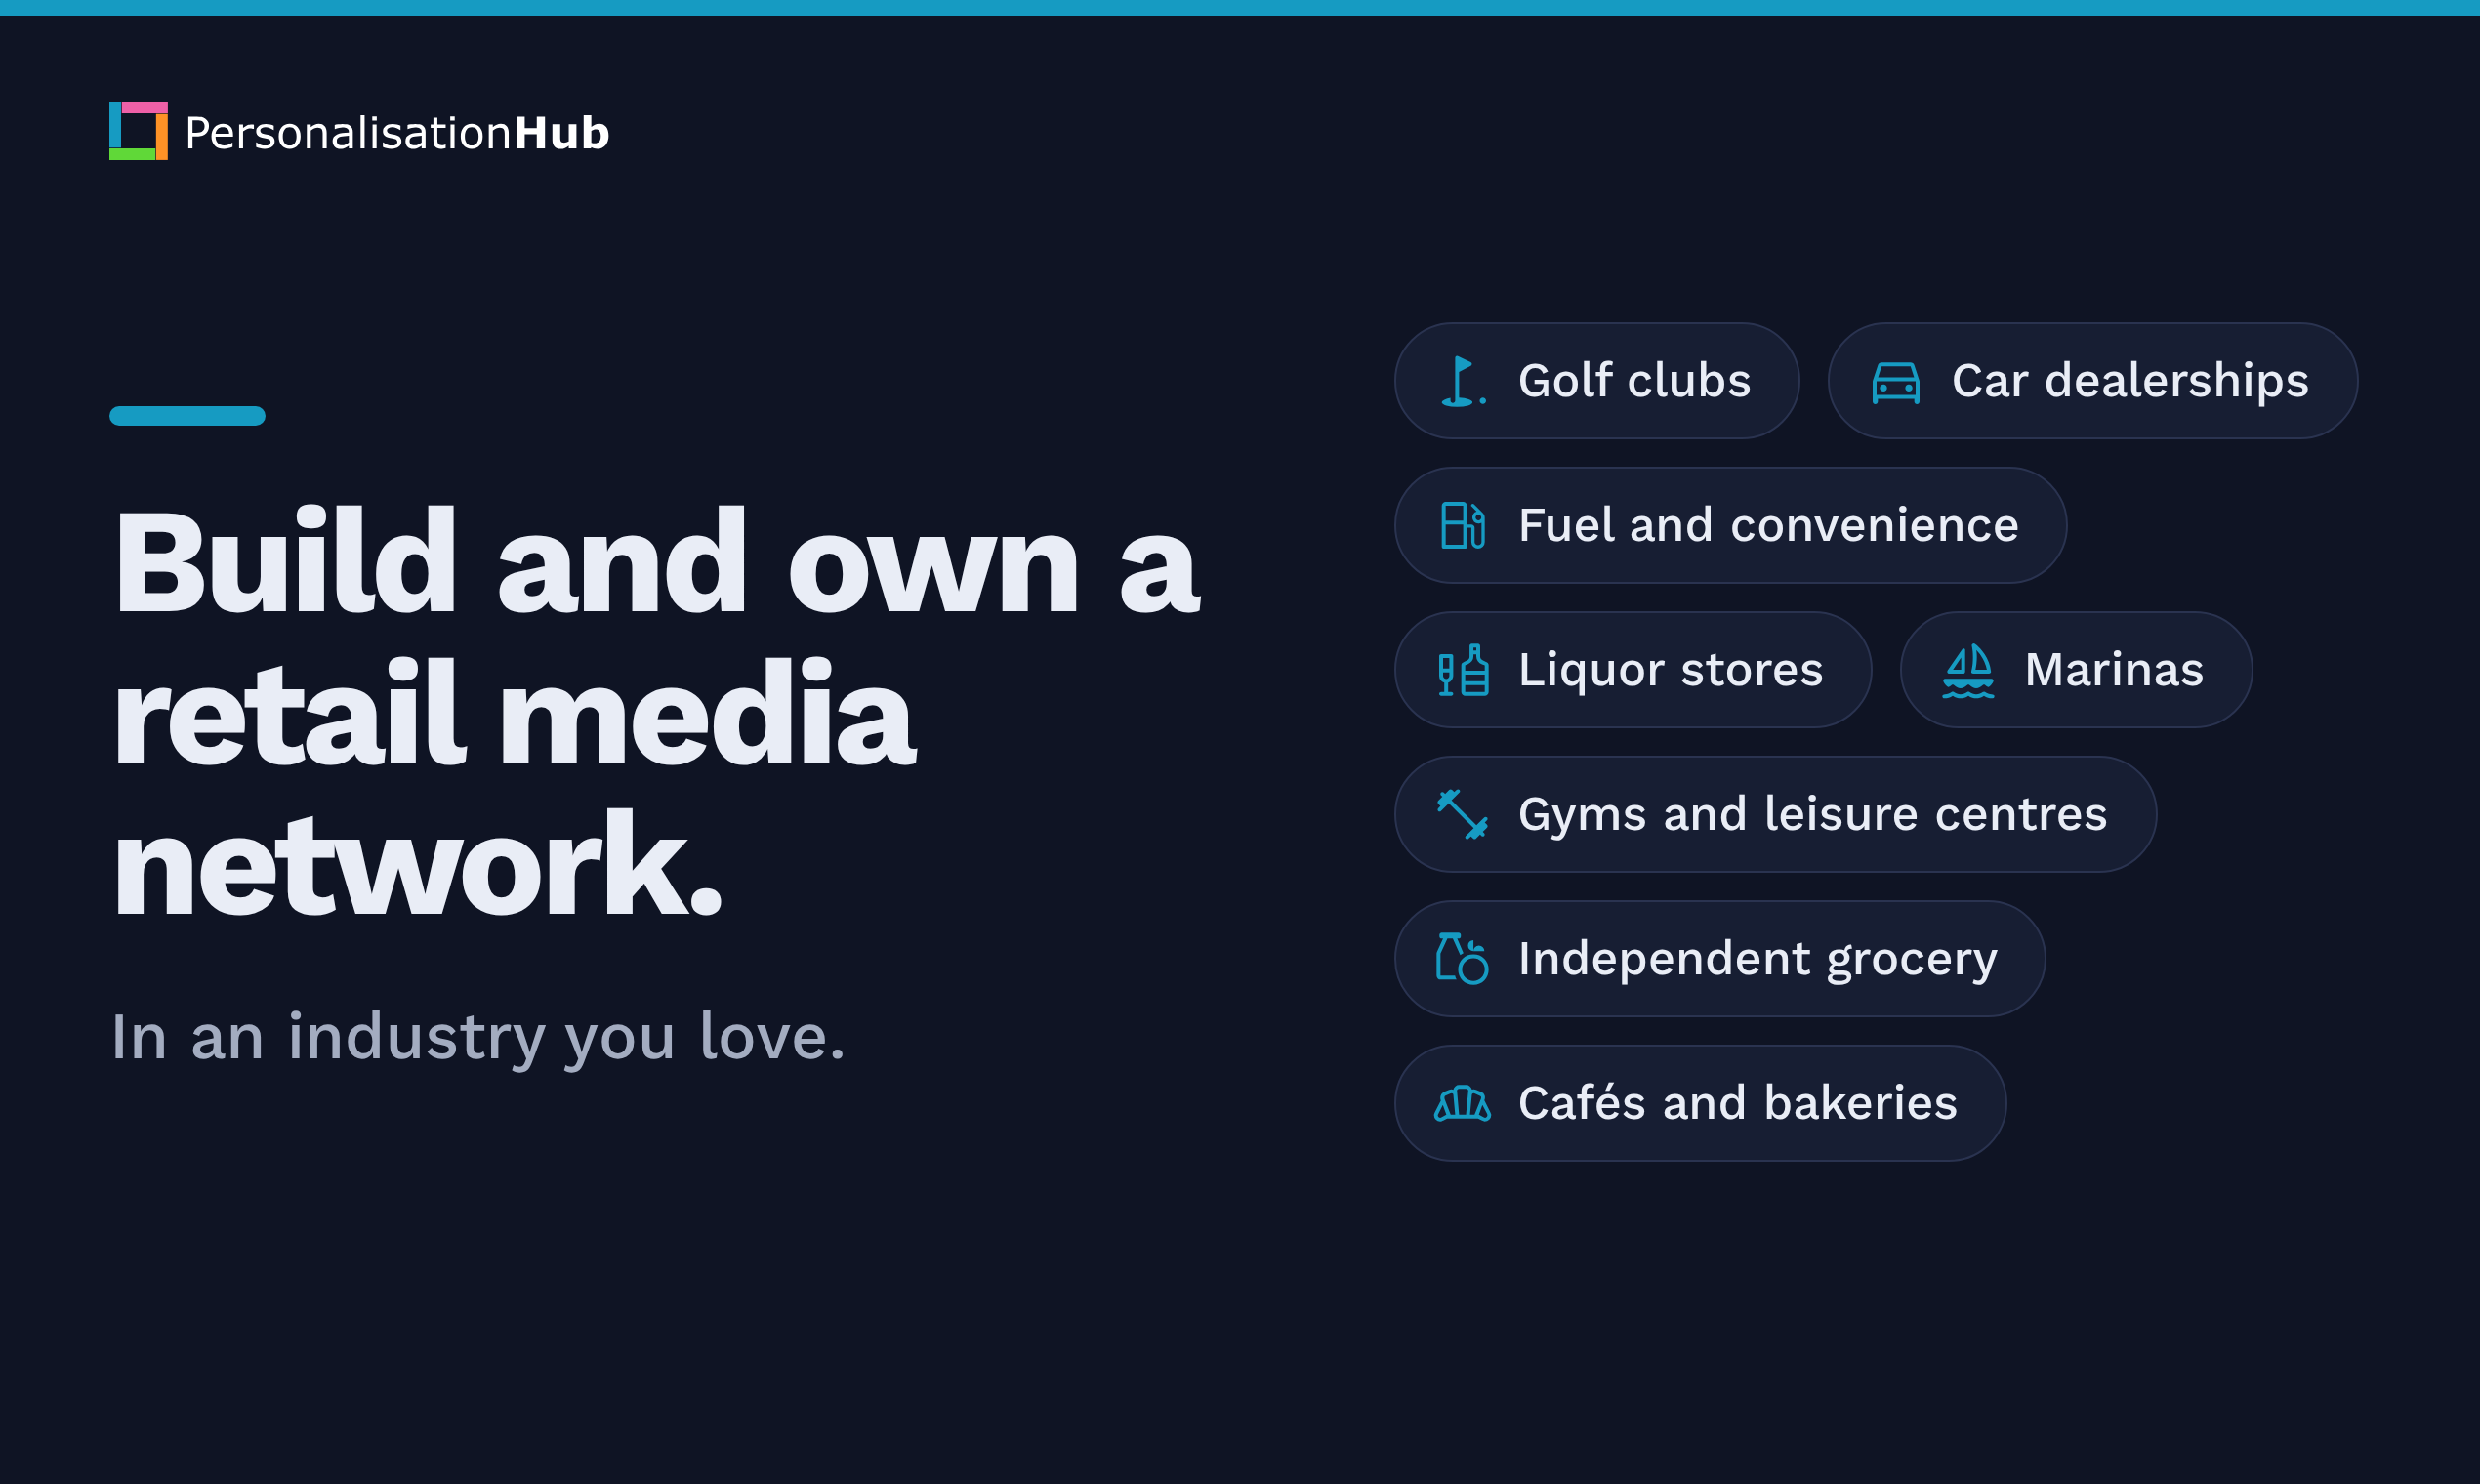 PersonalisationHub
Build and own a
retail media
network.
In an industry you love.
Golf clubs
Car dealerships
Fuel and convenience
Liquor stores
Marinas
Gyms and leisure centres
Independent grocery
Cafés and bakeries